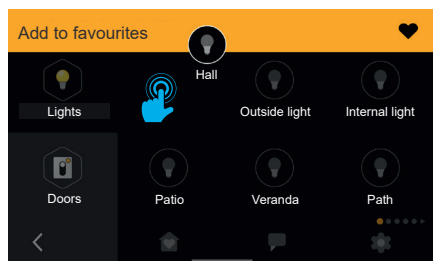 Add to favourites
Hall
Lights
Outside light
Internal light
Doors
Patio
Veranda
Path